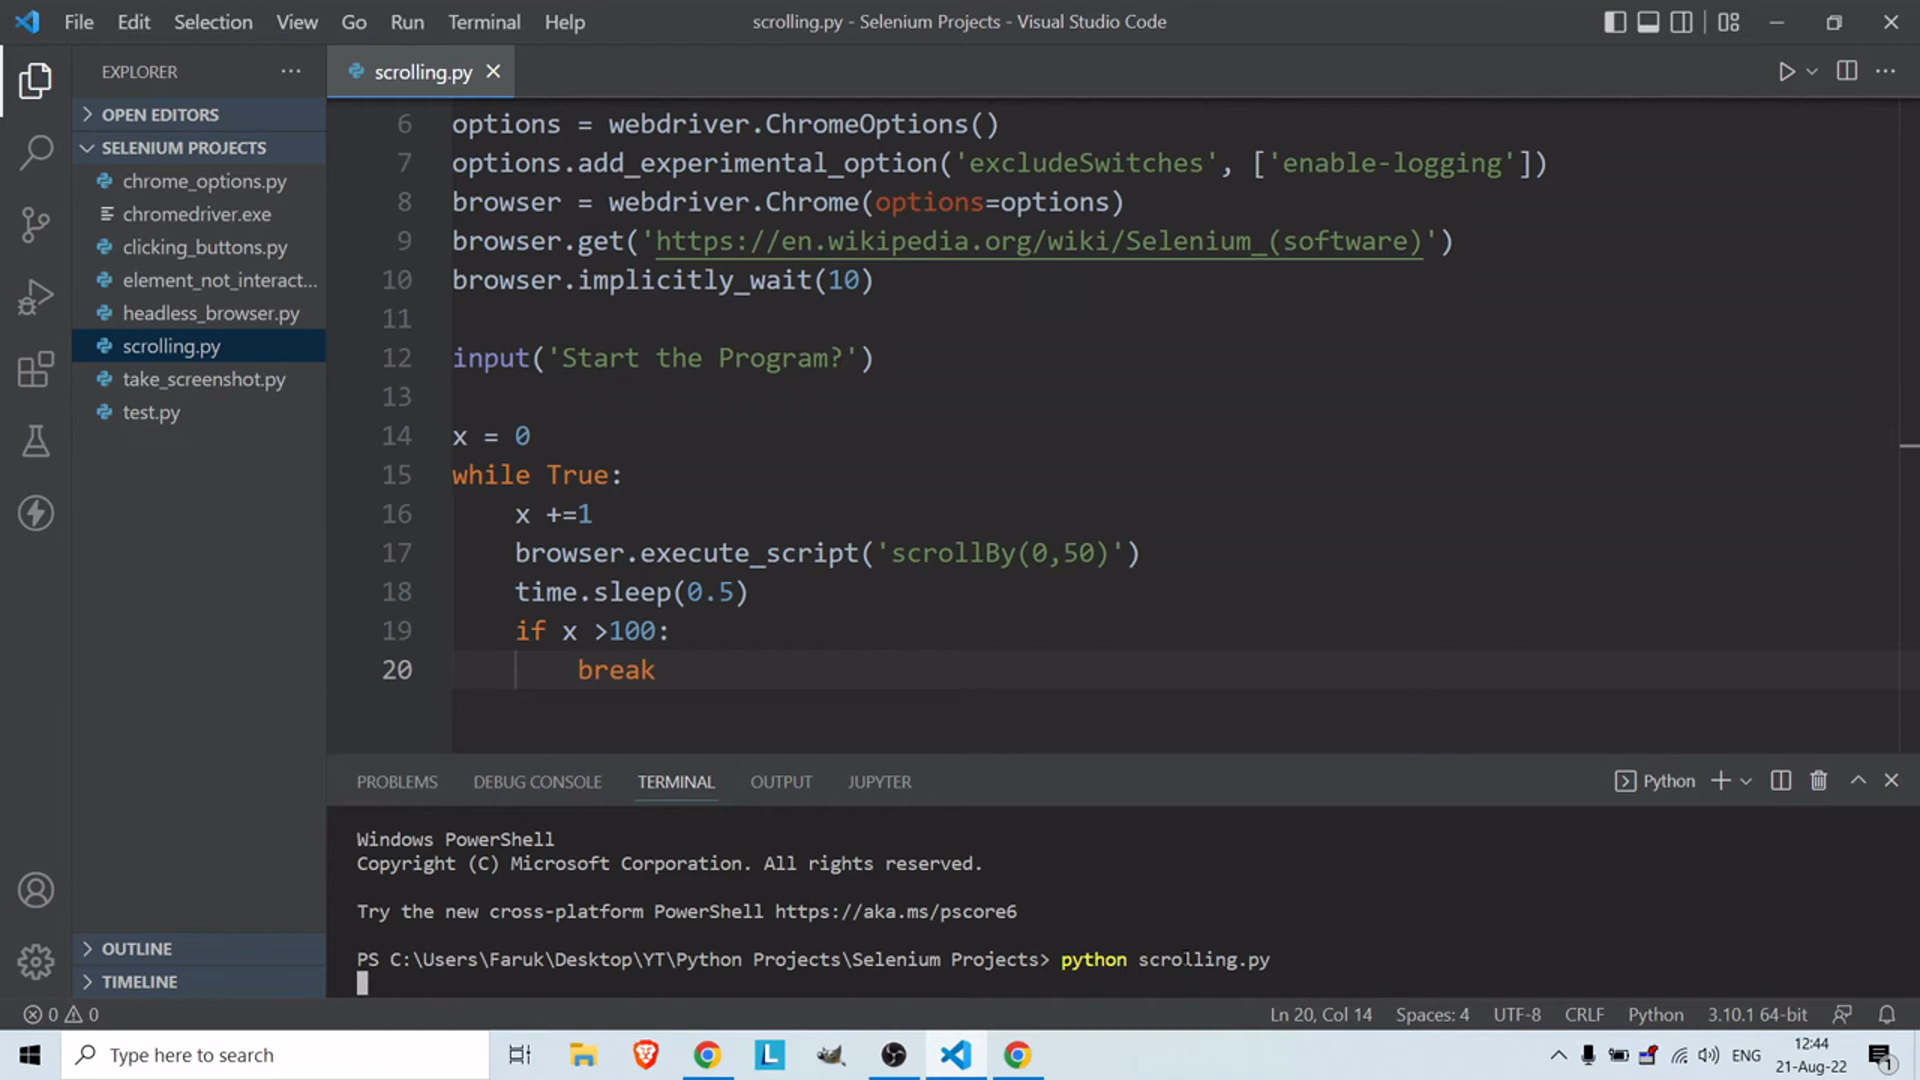 File Edit Selection View Go Run Terminal Help
scrolling.py - Selenium Projects - Visual Studio Code
EXPLORER
OPEN EDITORS
SELENIUM PROJECTS
chrome_options.py
chromedriver.exe
clicking_buttons.py
element_not_interact...
headless_browser.py
scrolling.py
take_screenshot.py
test.py
OUTLINE
TIMELINE
scrolling.py
6 options = webdriver.ChromeOptions()
7 options.add_experimental_option('excludeSwitches', ['enable-logging'])
8 browser = webdriver.Chrome(options=options)
9 browser.get('https://en.wikipedia.org/wiki/Selenium_(software)')
10 browser.implicitly_wait(10)
11
12 input('Start the Program?')
13
14 x = 0
15 while True:
16 x +=1
17 browser.execute_script('scrollBy(0,50)')
18 time.sleep(0.5)
19 if x >100:
20 break
PROBLEMS DEBUG CONSOLE TERMINAL OUTPUT JUPYTER
Python
Windows PowerShell
Copyright (C) Microsoft Corporation. All rights reserved.
Try the new cross-platform PowerShell https://aka.ms/pscore6
PS C:\Users\Faruk\Desktop\YT\Python Projects\Selenium Projects> python scrolling.py
0 0
Ln 20, Col 14 Spaces: 4 UTF-8 CRLF Python 3.10.1 64-bit
Type here to search
L
ENG
12:44
21-Aug-22
1